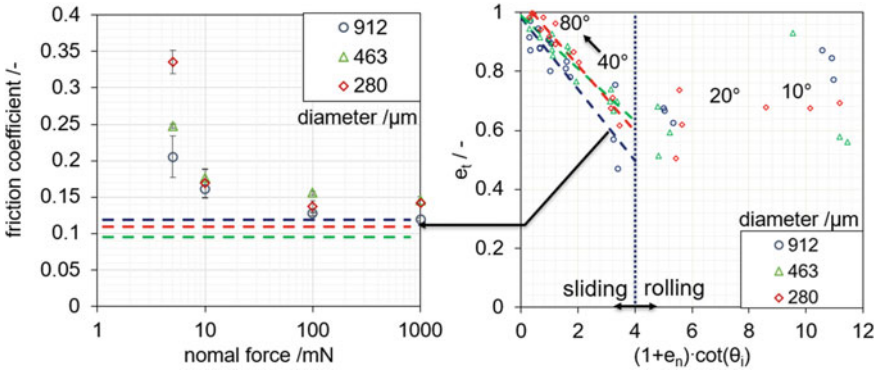 0.4
0.35
0.3
0.25
0.2
0.15
0.1
0.05
0
1 10 100 1000
friction coefficient /-
nomal force /mN
912
463
280
diameter /µm
1
0.8
0.6
0.4
0.2
0
0 2 4 6 8 10 12
e_t / -
(1+e_n)·cot(θ_i)
80°
40°
20°
10°
sliding rolling
diameter /µm
912
463
280